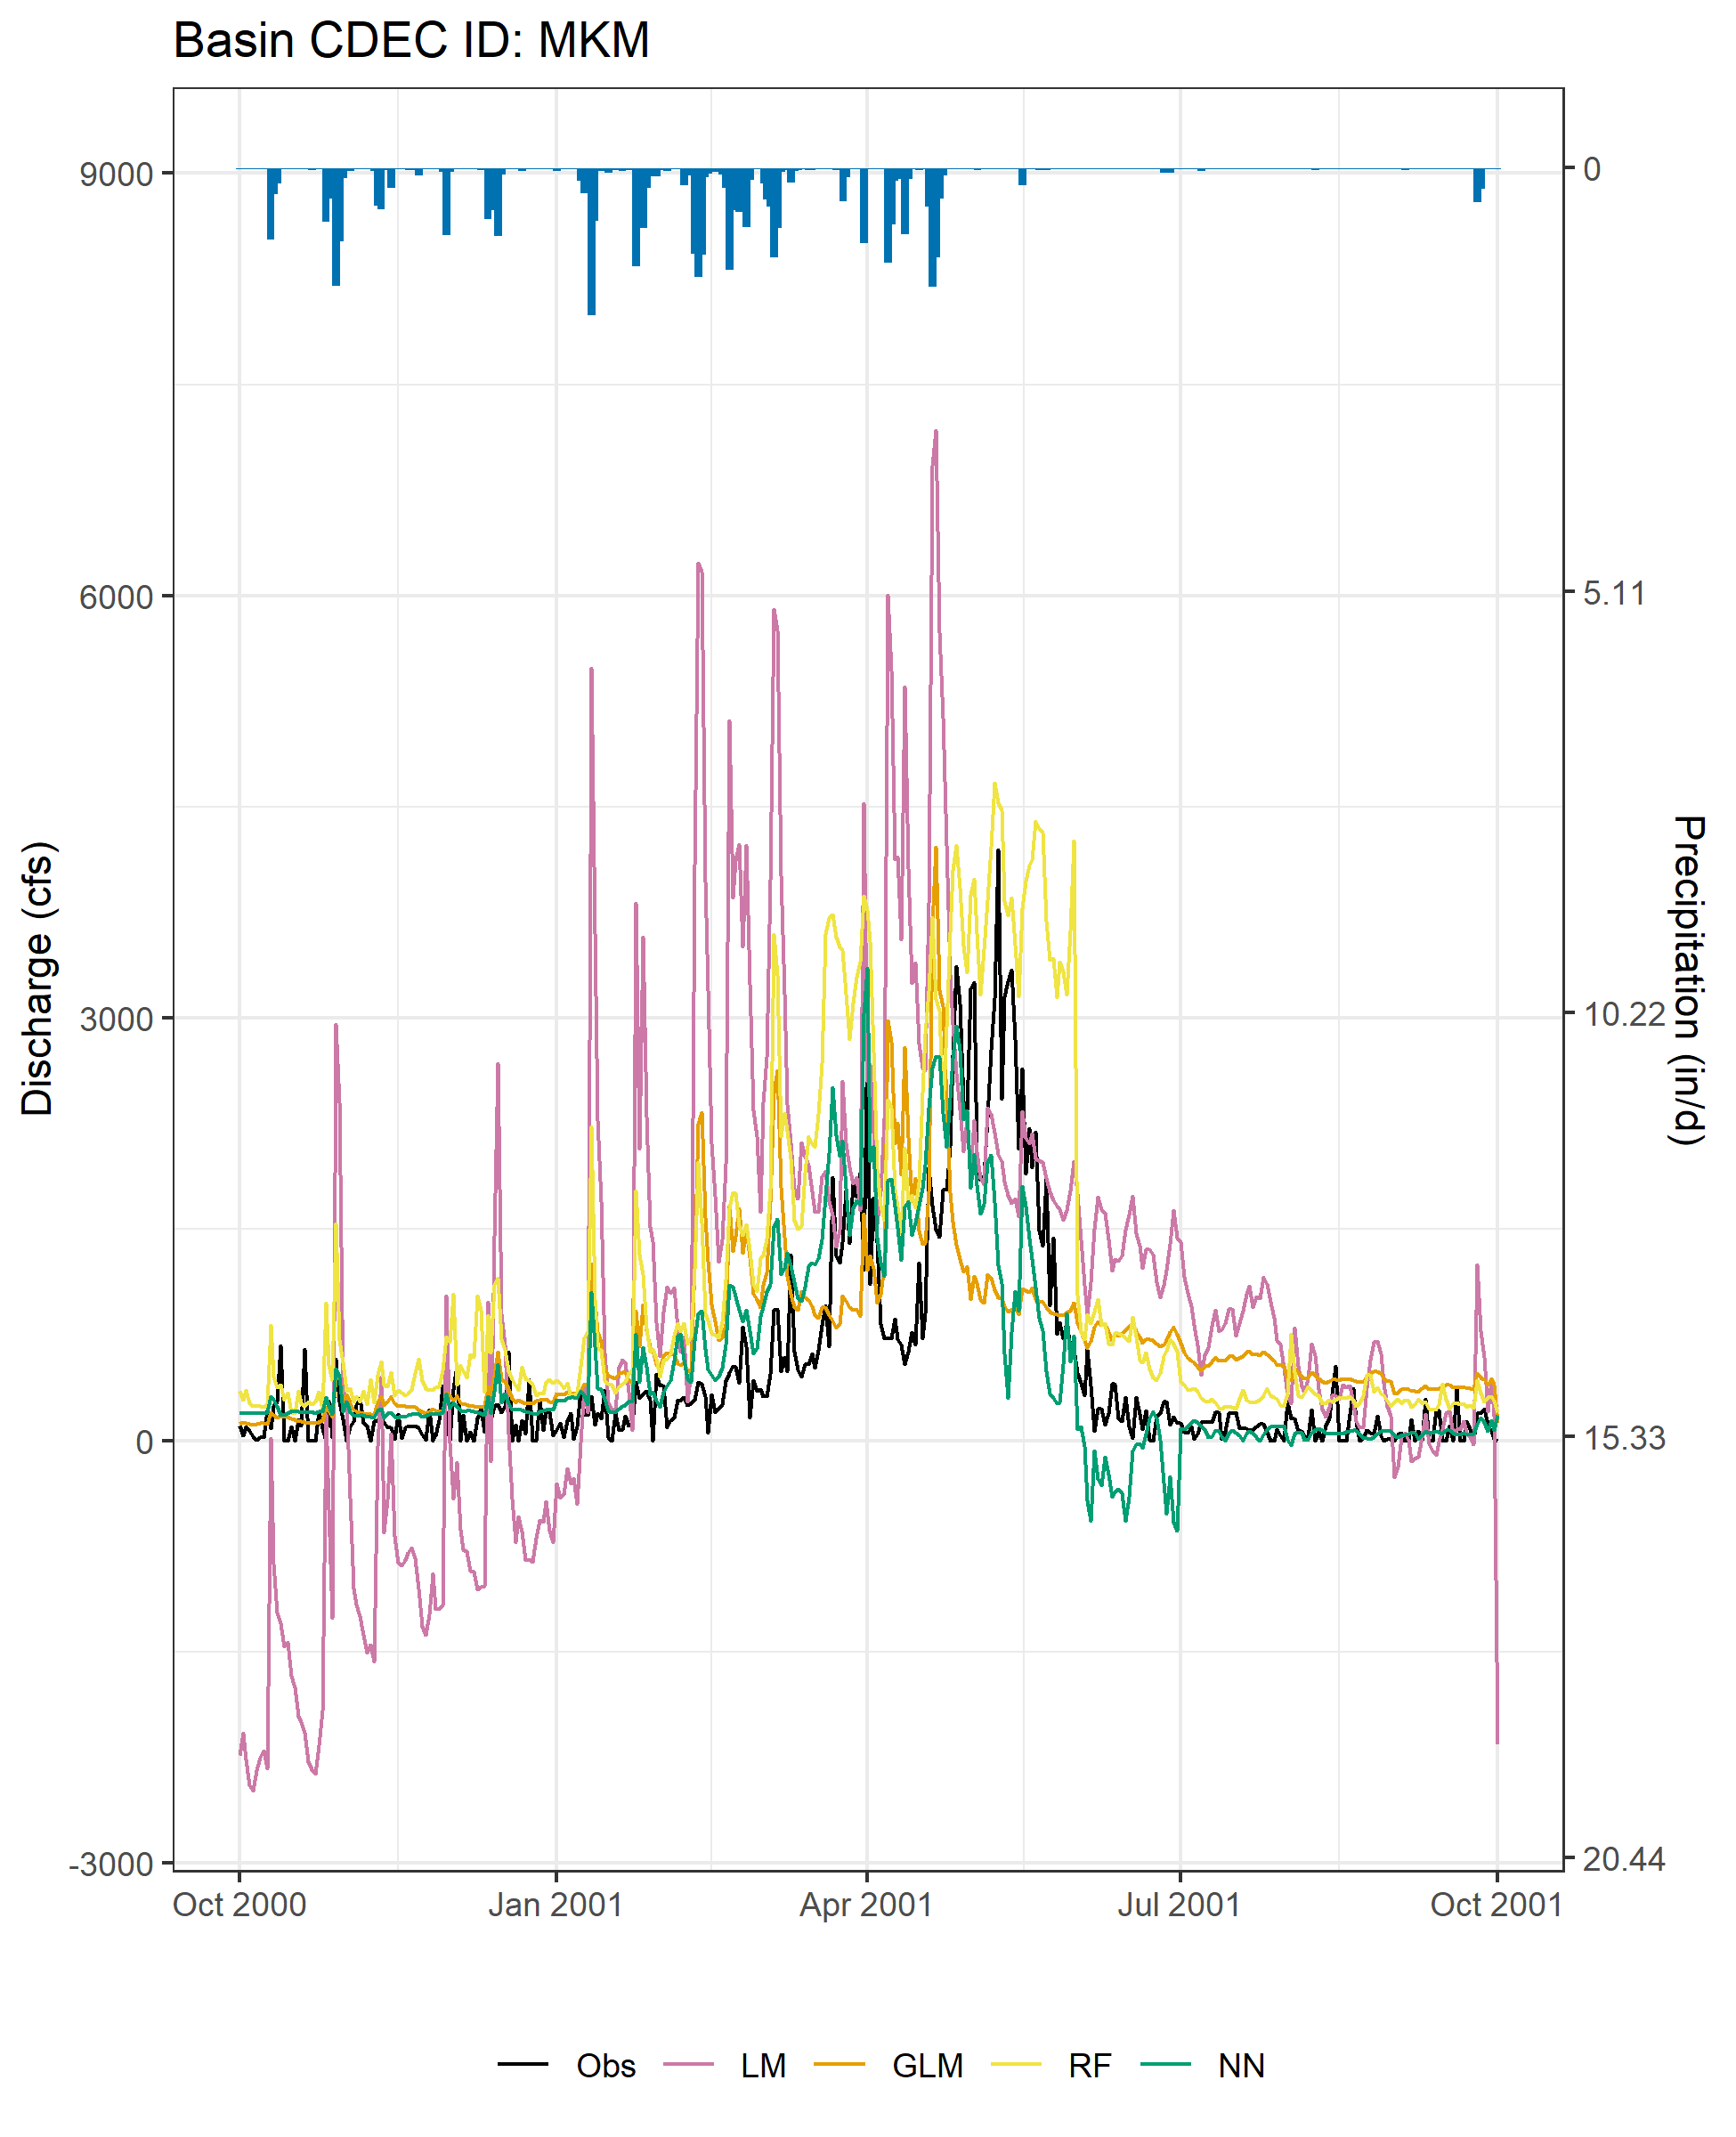 Basin CDEC ID: MKM
9000
6000
3000
0
-3000
Discharge (cfs)
0
5.11
10.22
15.33
20.44
Precipitation (in/d)
Oct 2000
Jan 2001
Apr 2001
Jul 2001
Oct 2001
Obs
LM
GLM
RF
NN